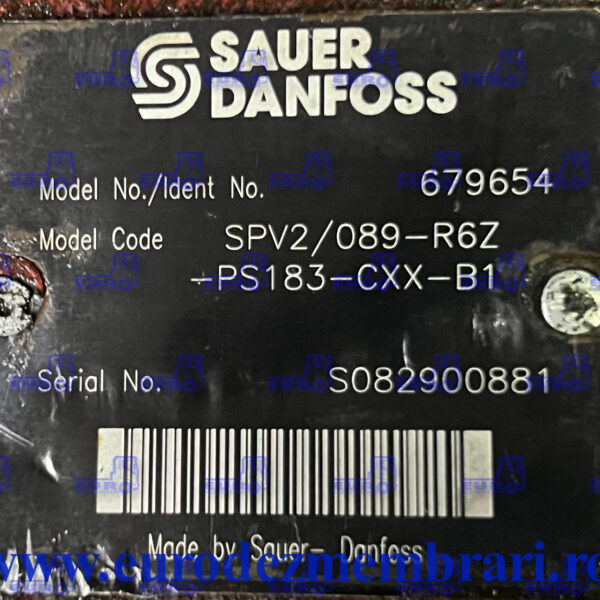 SAUER
DANFOSS
Model No./Ident No. 679654
Model Code SPV2/089-R6Z
-PS183-CXX-B1
Serial No. S082900881
Made by Sauer- Danfoss
www.eurodezmembrari.ro
EURO